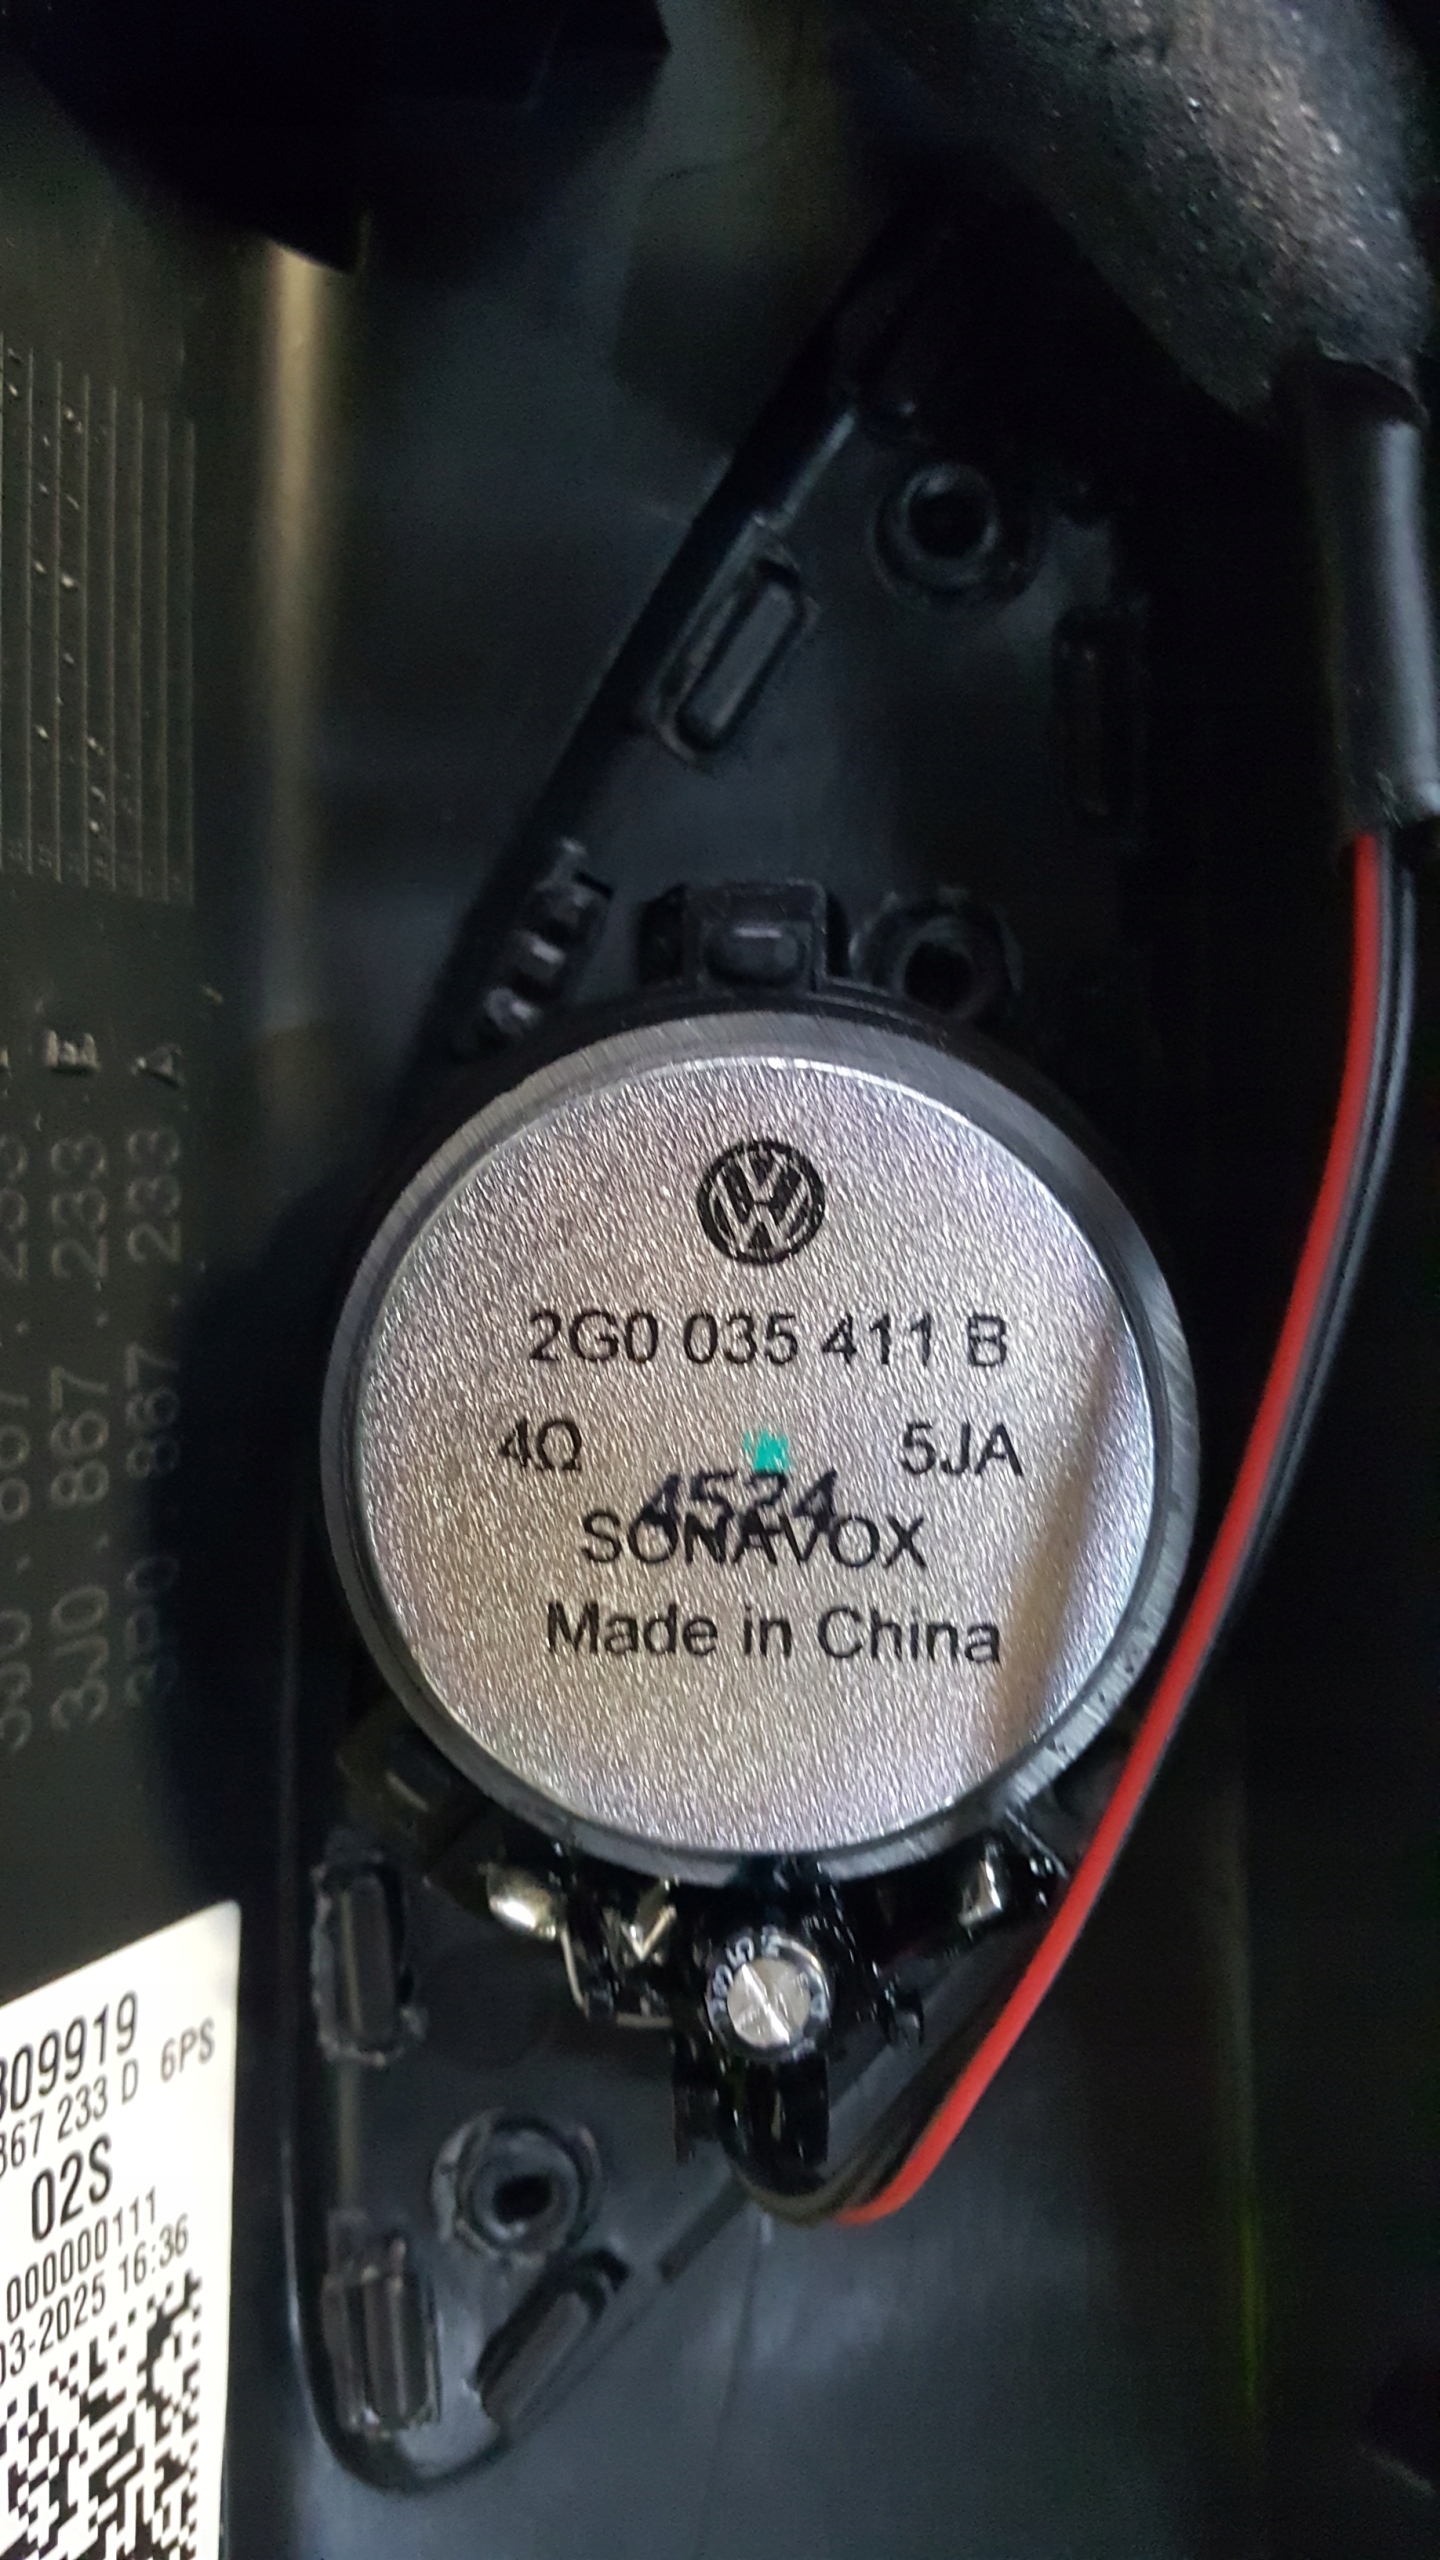 2G0 035 411 B
4Ω 5JA
4524
SONAVOX
Made in China
E
A
3J0.867.233
.867.233
309919
867 233 D 6PS
02S
000000111
03-2025 16:36